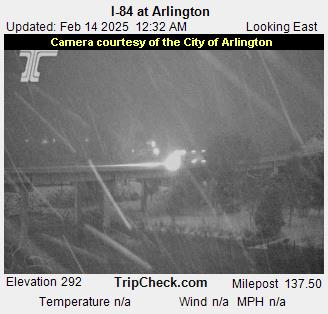 I-84 at Arlington
Updated: Feb 14 2025 12:32 AM Looking East
Camera courtesy of the City of Arlington
Elevation 292 TripCheck.com Milepost 137.50
Temperature n/a Wind n/a MPH n/a